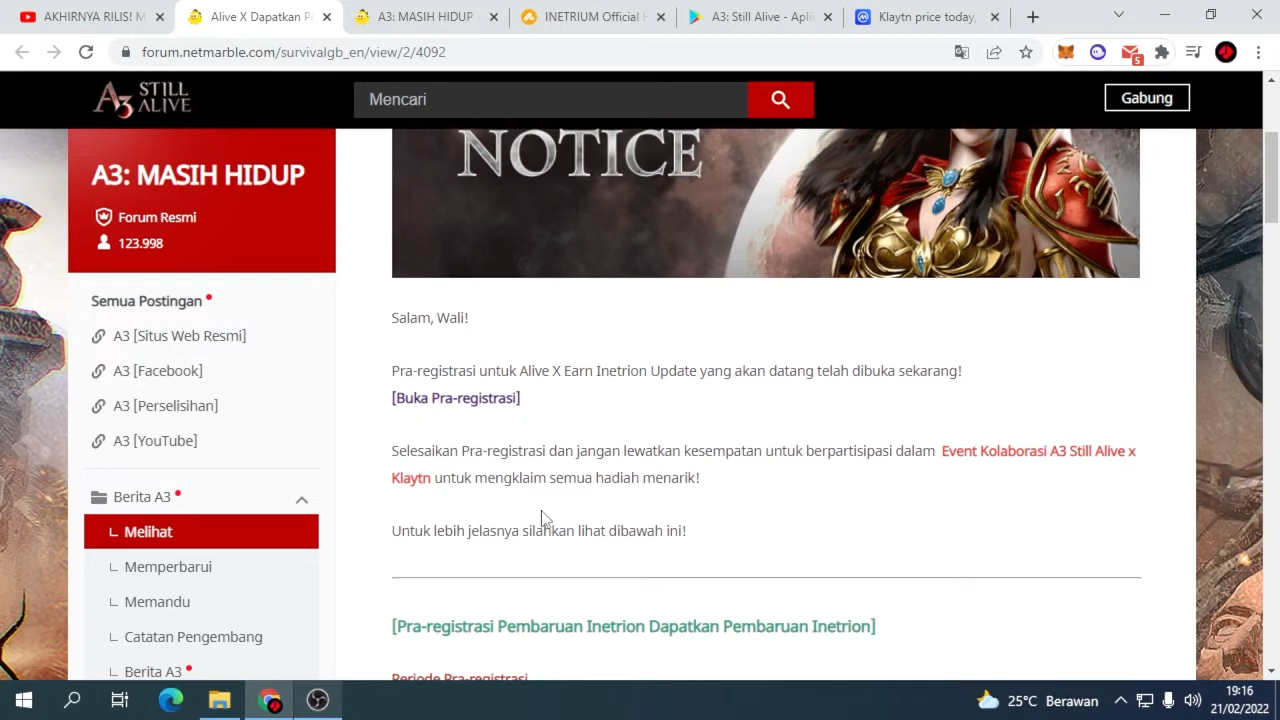 AKHIRNYA RILIS! M
Alive X Dapatkan P
A3: MASIH HIDUP -
INETRIUM Official H
A3: Still Alive - Apli
Klaytn price today,
forum.netmarble.com/survivalgb_en/view/2/4092
5
A3 STILL ALIVE
Mencari
Gabung
NOTICE
A3: MASIH HIDUP
Forum Resmi
123.998
Semua Postingan
A3 [Situs Web Resmi]
A3 [Facebook]
A3 [Perselisihan]
A3 [YouTube]
Berita A3
Melihat
Memperbarui
Memandu
Catatan Pengembang
Berita A3
Salam, Wali!
Pra-registrasi untuk Alive X Earn Inetrion Update yang akan datang telah dibuka sekarang!
[Buka Pra-registrasi]
Selesaikan Pra-registrasi dan jangan lewatkan kesempatan untuk berpartisipasi dalam Event Kolaborasi A3 Still Alive x
Klaytn untuk mengklaim semua hadiah menarik!
Untuk lebih jelasnya silahkan lihat dibawah ini!
[Pra-registrasi Pembaruan Inetrion Dapatkan Pembaruan Inetrion]
Periode Pra-registrasi
25°C Berawan
19:16
21/02/2022